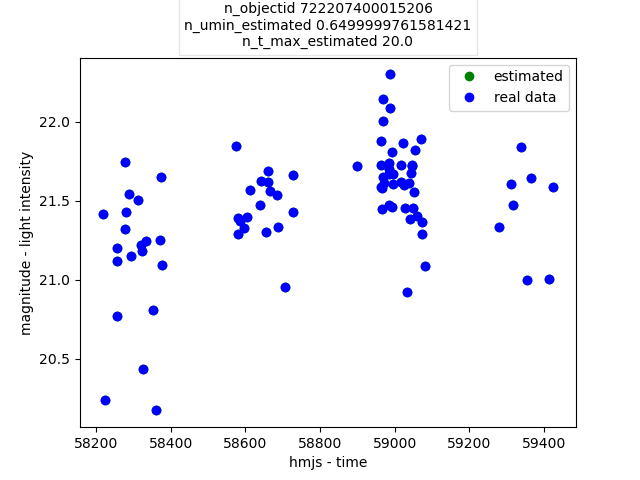 n_objectid 722207400015206
n_umin_estimated 0.6499999761581421
n_t_max_estimated 20.0
estimated
real data
22.0
21.5
21.0
20.5
magnitude - light intensity
58200 58400 58600 58800 59000 59200 59400
hmjs - time